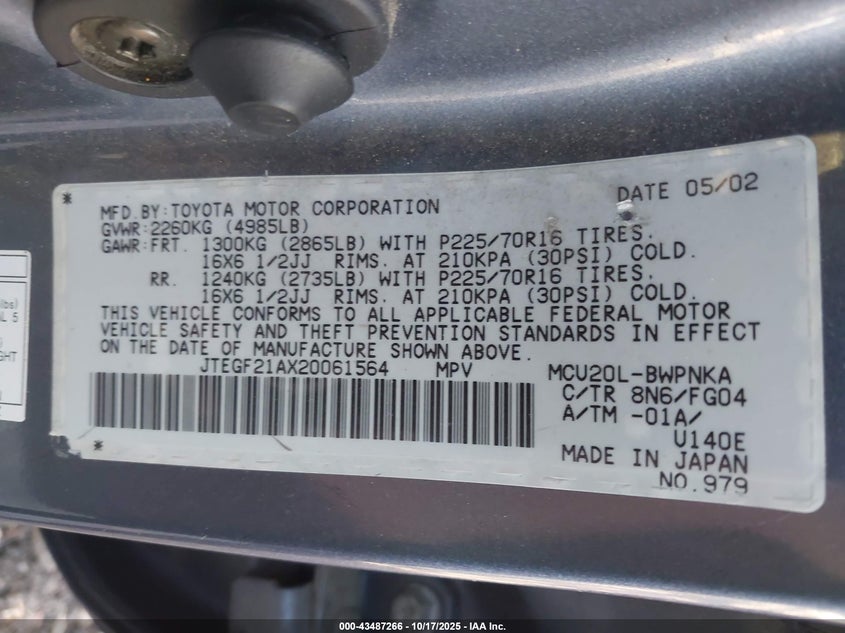 * DATE 05/02
MFD.BY:TOYOTA MOTOR CORPORATION
GVWR:2260KG (4985LB)
GAWR:FRT. 1300KG (2865LB) WITH P225/70R16 TIRES.
16X6 1/2JJ RIMS. AT 210KPA (30PSI) COLD.
RR. 1240KG (2735LB) WITH P225/70R16 TIRES.
16X6 1/2JJ RIMS. AT 210KPA (30PSI) COLD.
THIS VEHICLE CONFORMS TO ALL APPLICABLE FEDERAL MOTOR
VEHICLE SAFETY AND THEFT PREVENTION STANDARDS IN EFFECT
ON THE DATE OF MANUFACTURE SHOWN ABOVE.
JTEGF21AX20061564 MPV MCU20L-BWPNKA
C/TR 8N6/FG04
A/TM -01A/
U140E
* MADE IN JAPAN
NO.979
lbs)
000-43487266 - 10/17/2025 - IAA Inc.